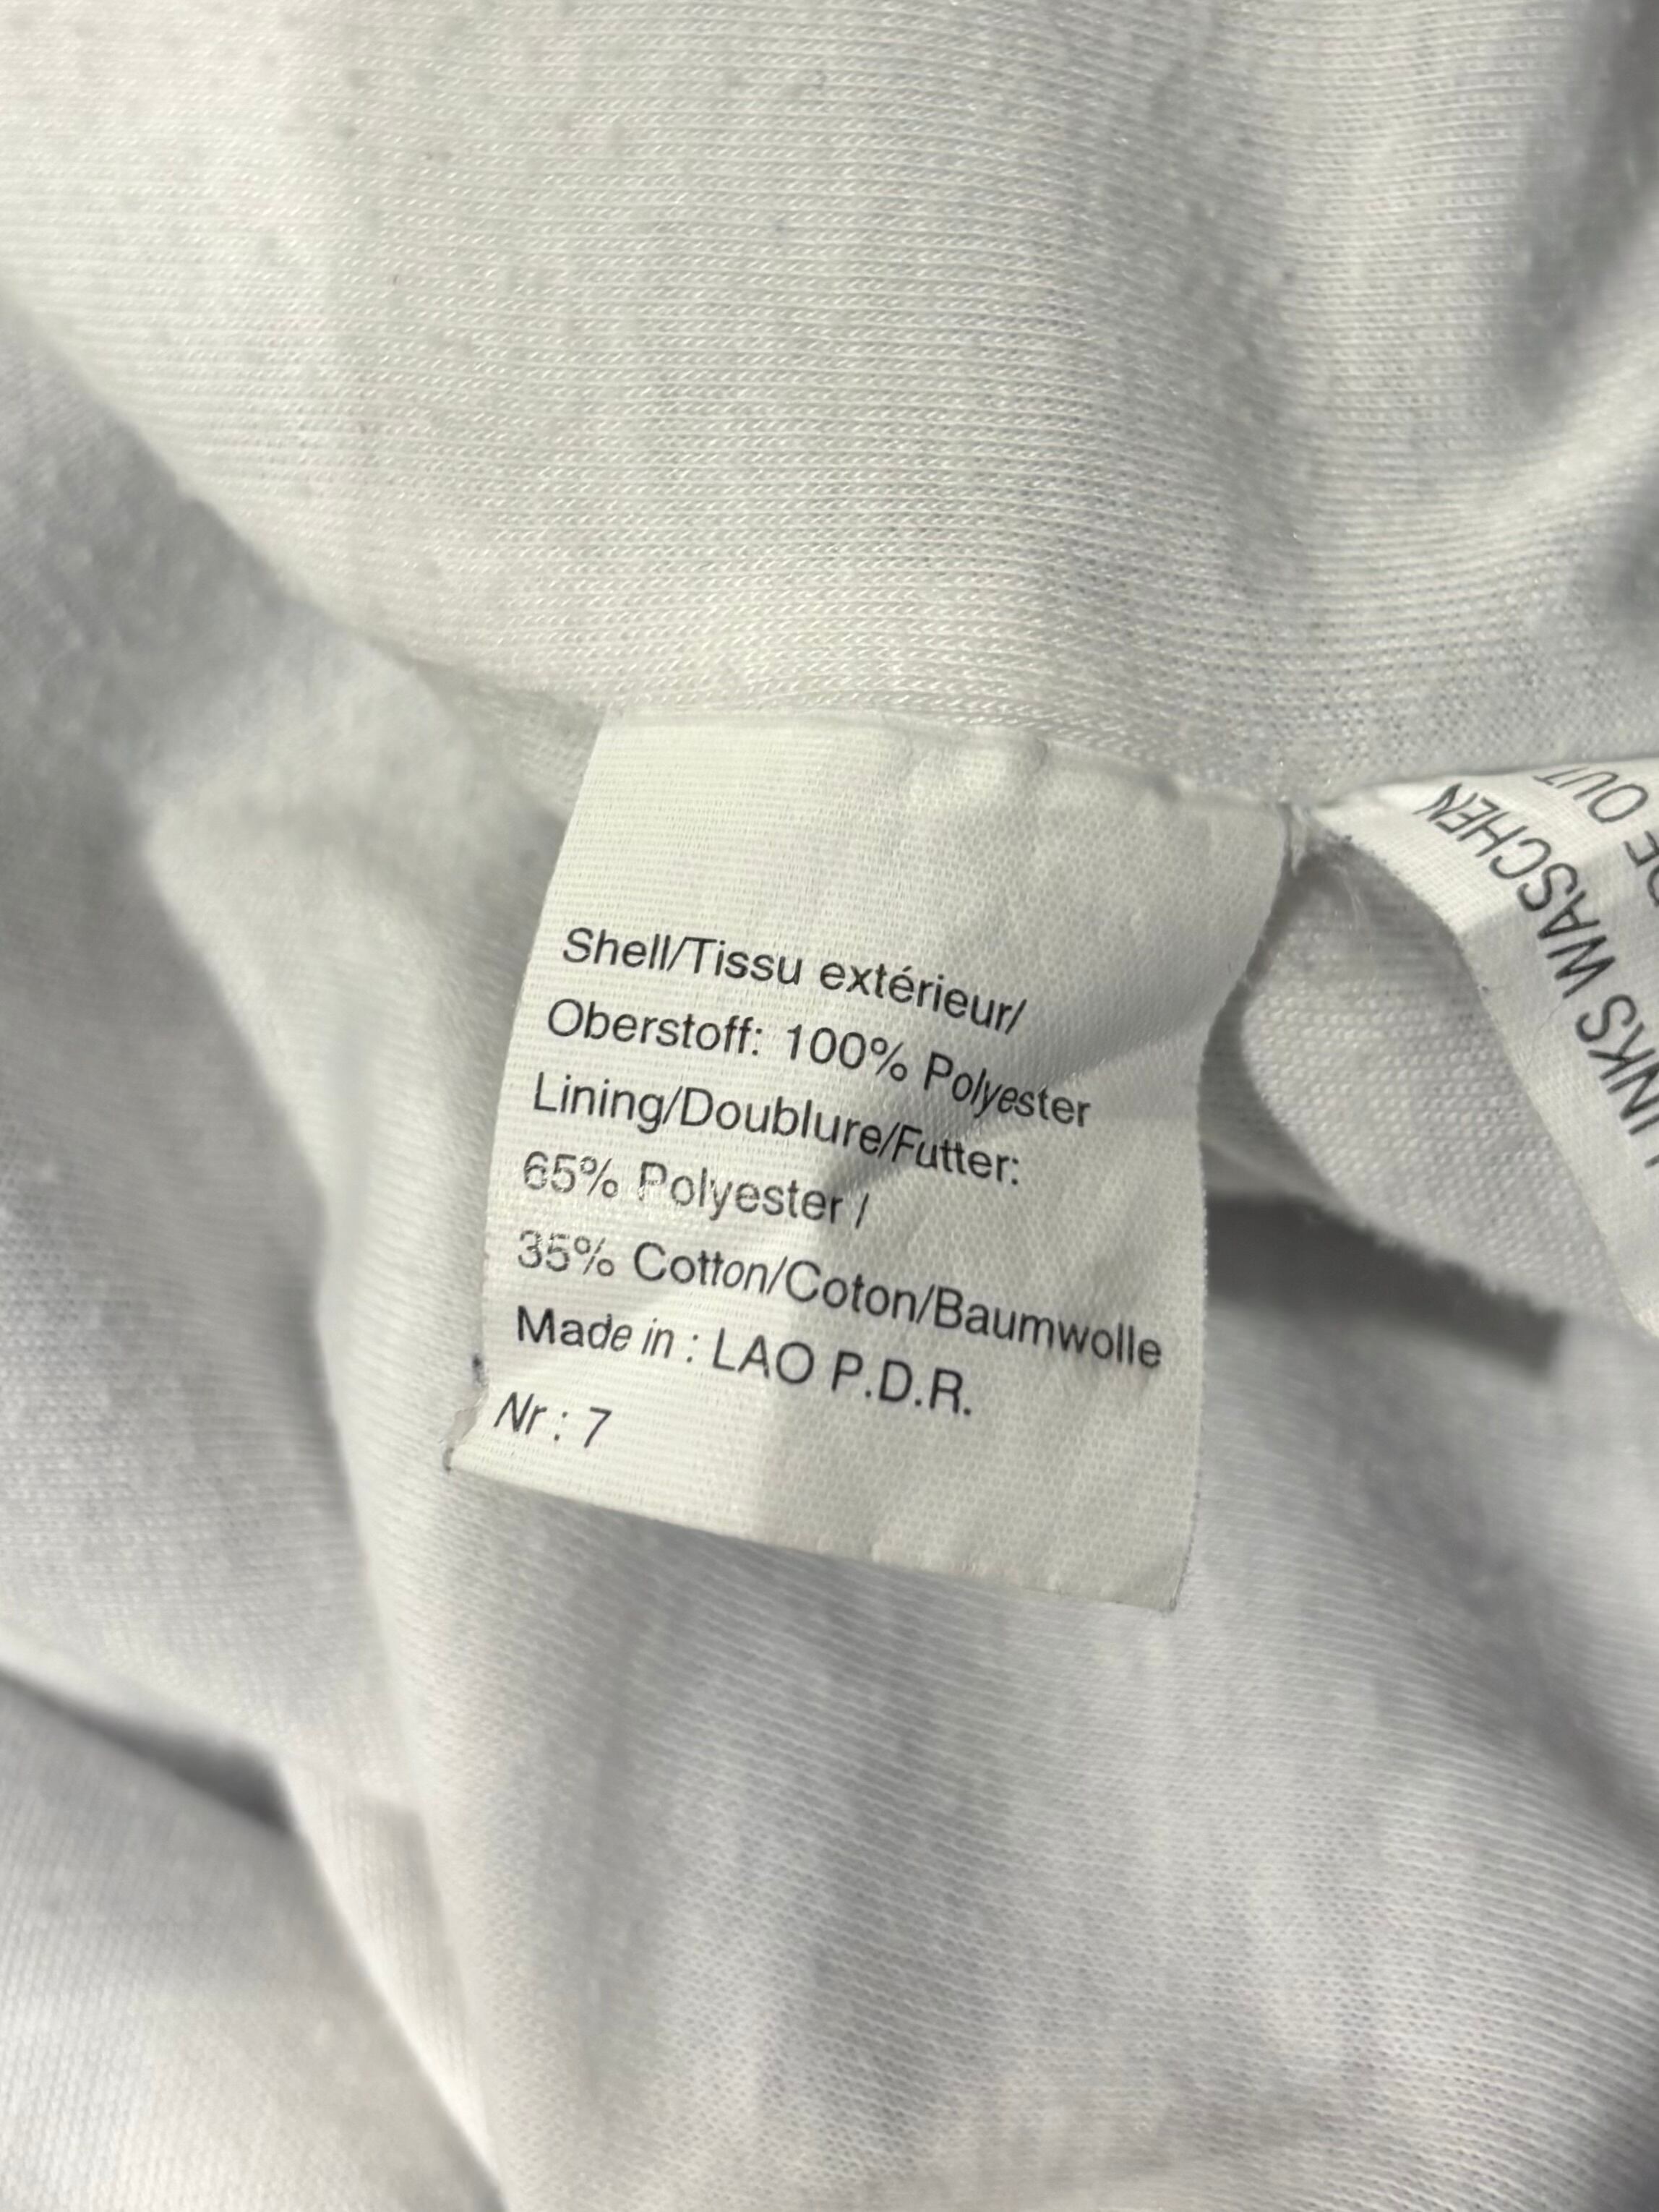 Shell/Tissu extérieur/
Oberstoff: 100% Polyester
Lining/Doublure/Futter:
65% Polyester /
35% Cotton/Coton/Baumwolle
Made in : LAO P.D.R.
Nr : 7
WASCHEN
OUT